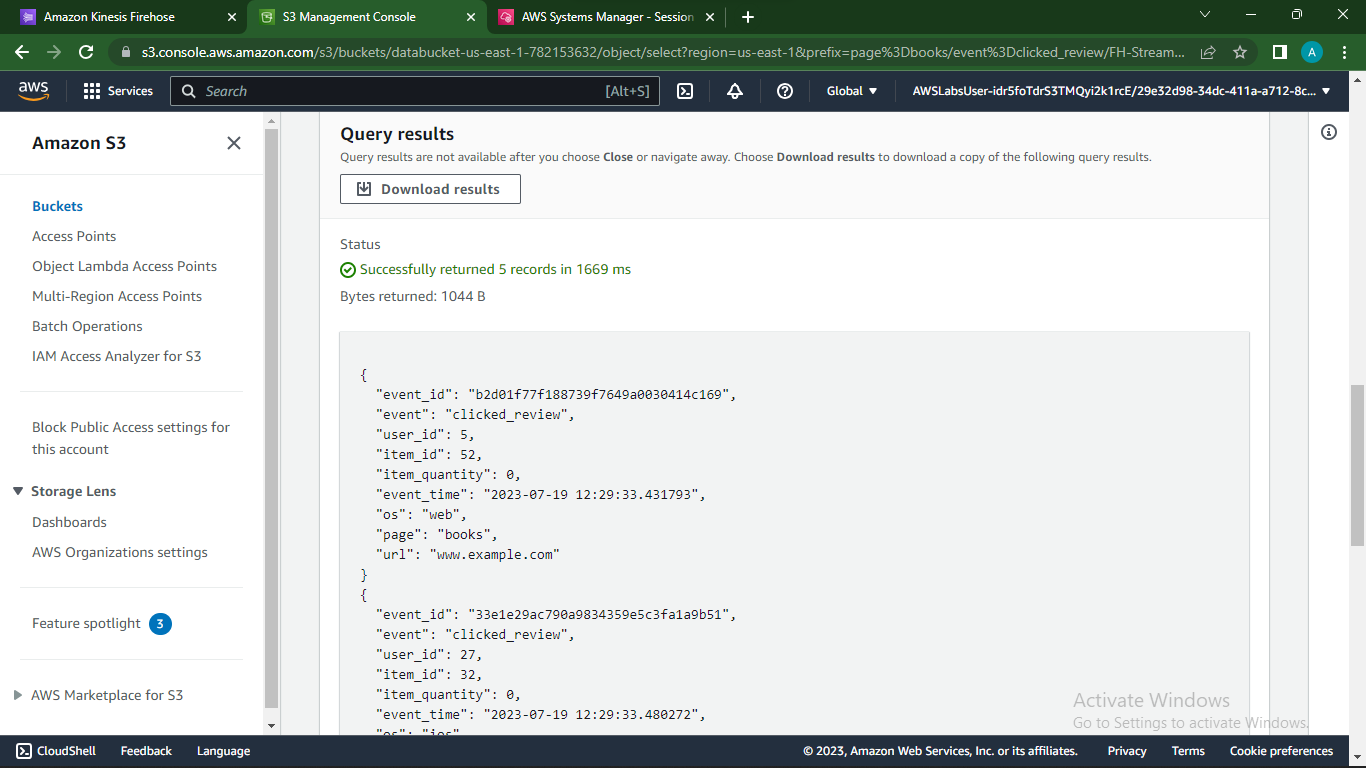 Amazon Kinesis Firehose
S3 Management Console
AWS Systems Manager - Session
s3.console.aws.amazon.com/s3/buckets/databucket-us-east-1-782153632/object/select?region=us-east-1&prefix=page%3Dbooks/event%3Dclicked_review/FH-Stream...
A
aws
Services
Search
[Alt+S]
Global
AWSLabsUser-idr5foTdrS3TMQyi2k1rcE/29e32d98-34dc-411a-a712-8c...
Amazon S3
Buckets
Access Points
Object Lambda Access Points
Multi-Region Access Points
Batch Operations
IAM Access Analyzer for S3
Block Public Access settings for
this account
Storage Lens
Dashboards
AWS Organizations settings
Feature spotlight 3
AWS Marketplace for S3
Query results
Query results are not available after you choose Close or navigate away. Choose Download results to download a copy of the following query results.
Download results
Status
Successfully returned 5 records in 1669 ms
Bytes returned: 1044 B
{
"event_id": "b2d01f77f188739f7649a0030414c169",
"event": "clicked_review",
"user_id": 5,
"item_id": 52,
"item_quantity": 0,
"event_time": "2023-07-19 12:29:33.431793",
"os": "web",
"page": "books",
"url": "www.example.com"
}
{
"event_id": "33e1e29ac790a9834359e5c3fa1a9b51",
"event": "clicked_review",
"user_id": 27,
"item_id": 32,
"item_quantity": 0,
"event_time": "2023-07-19 12:29:33.480272",
"os": "ios"
Activate Windows
Go to Settings to activate Windows.
CloudShell
Feedback
Language
© 2023, Amazon Web Services, Inc. or its affiliates.
Privacy
Terms
Cookie preferences